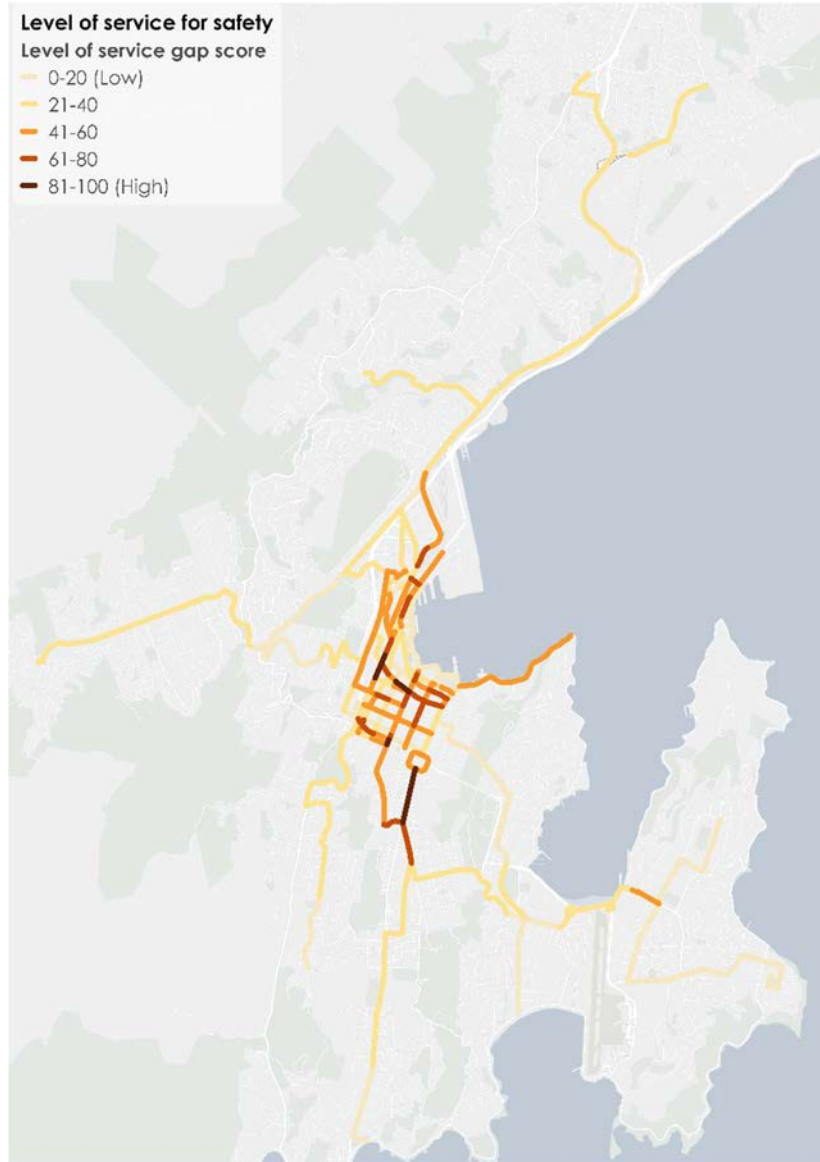 Level of service for safety
Level of service gap score
0-20 (Low)
21-40
41-60
61-80
81-100 (High)